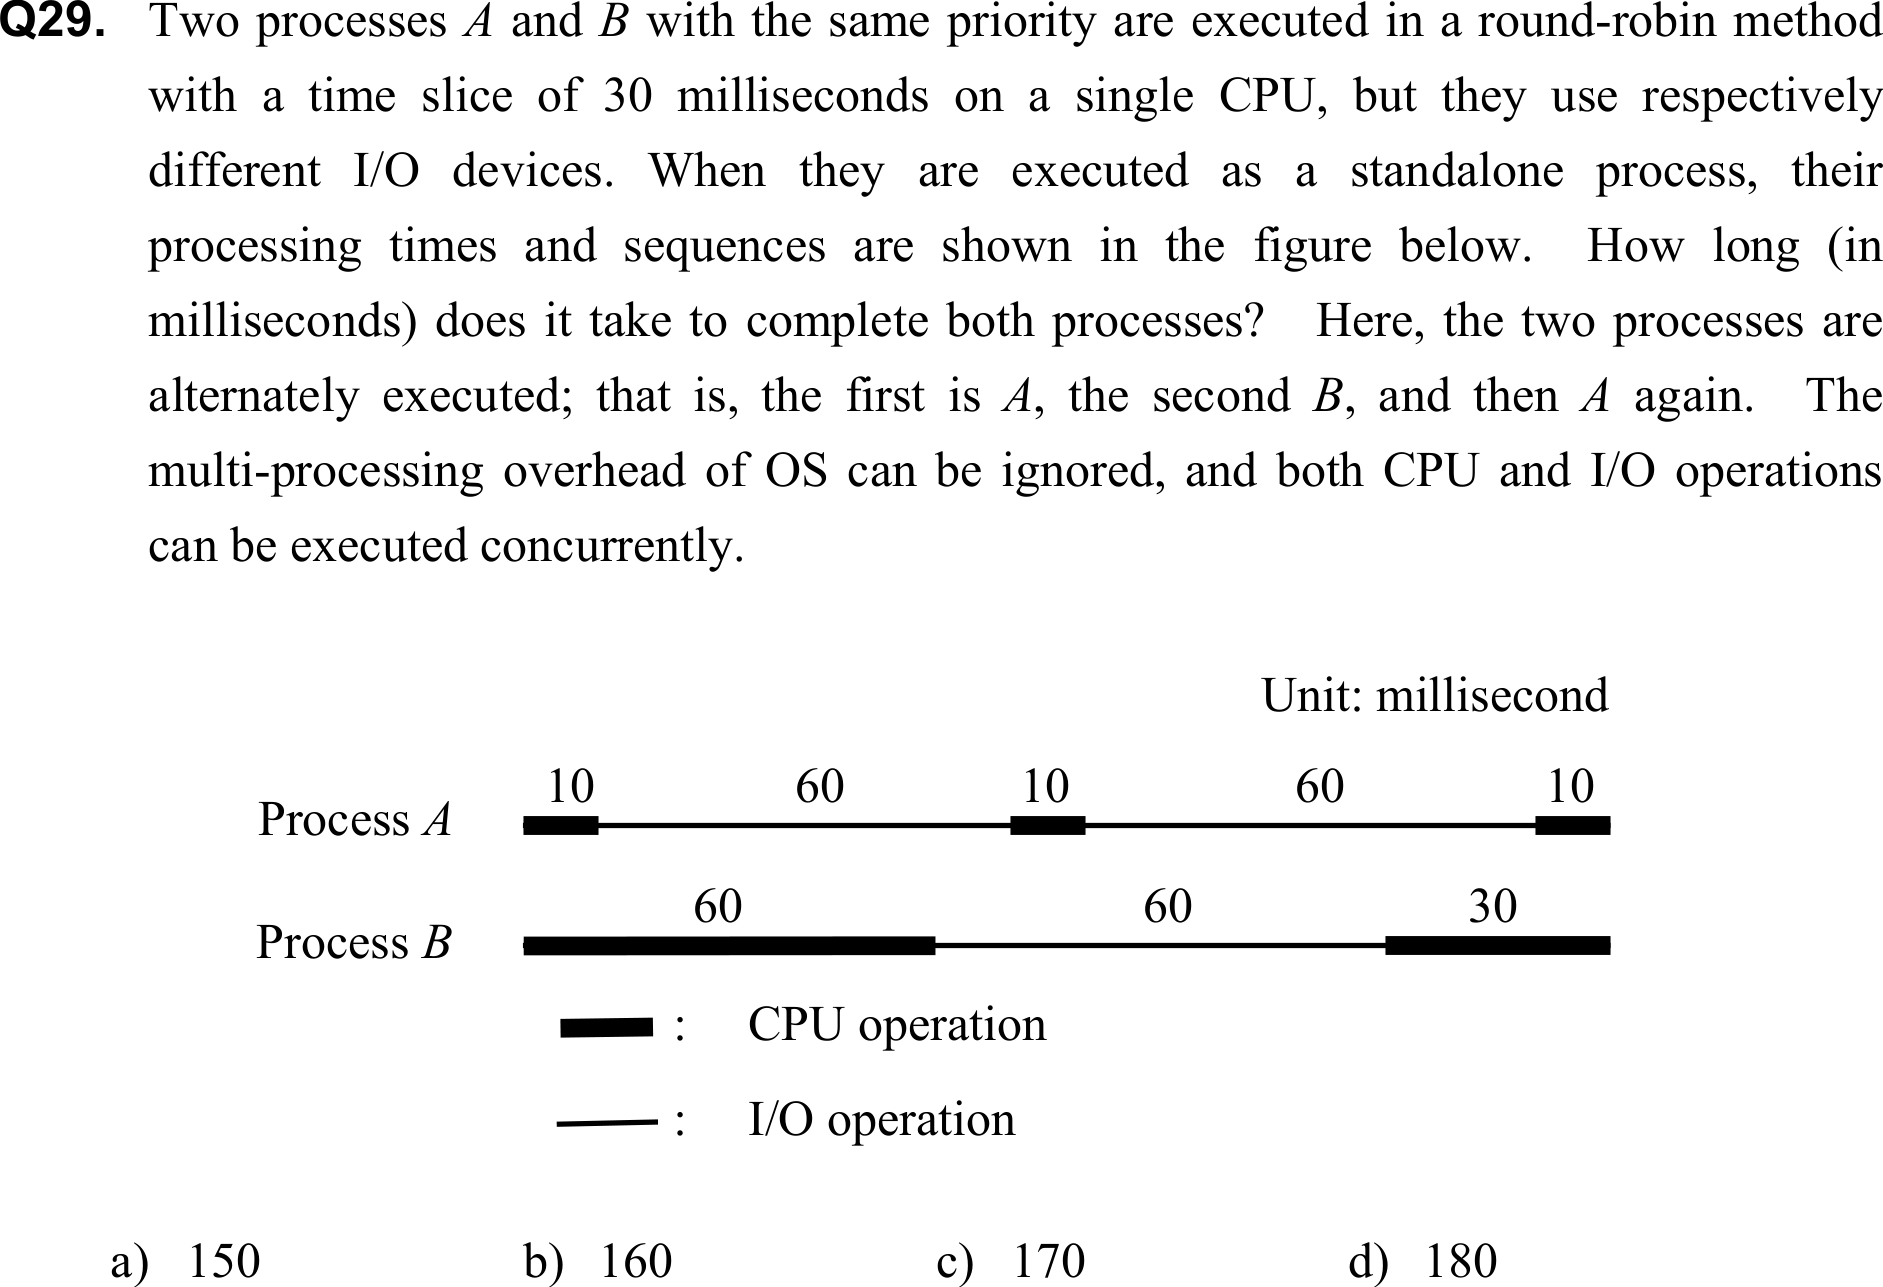 Q29. Two processes A and B with the same priority are executed in a round-robin method
with a time slice of 30 milliseconds on a single CPU, but they use respectively
different I/O devices. When they are executed as a standalone process, their
processing times and sequences are shown in the figure below. How long (in
milliseconds) does it take to complete both processes? Here, the two processes are
alternately executed; that is, the first is A, the second B, and then A again. The
multi-processing overhead of OS can be ignored, and both CPU and I/O operations
can be executed concurrently.
Unit: millisecond
10 60 10 60 10
Process A
60 60 30
Process B
: CPU operation
: I/O operation
a) 150 b) 160 c) 170 d) 180